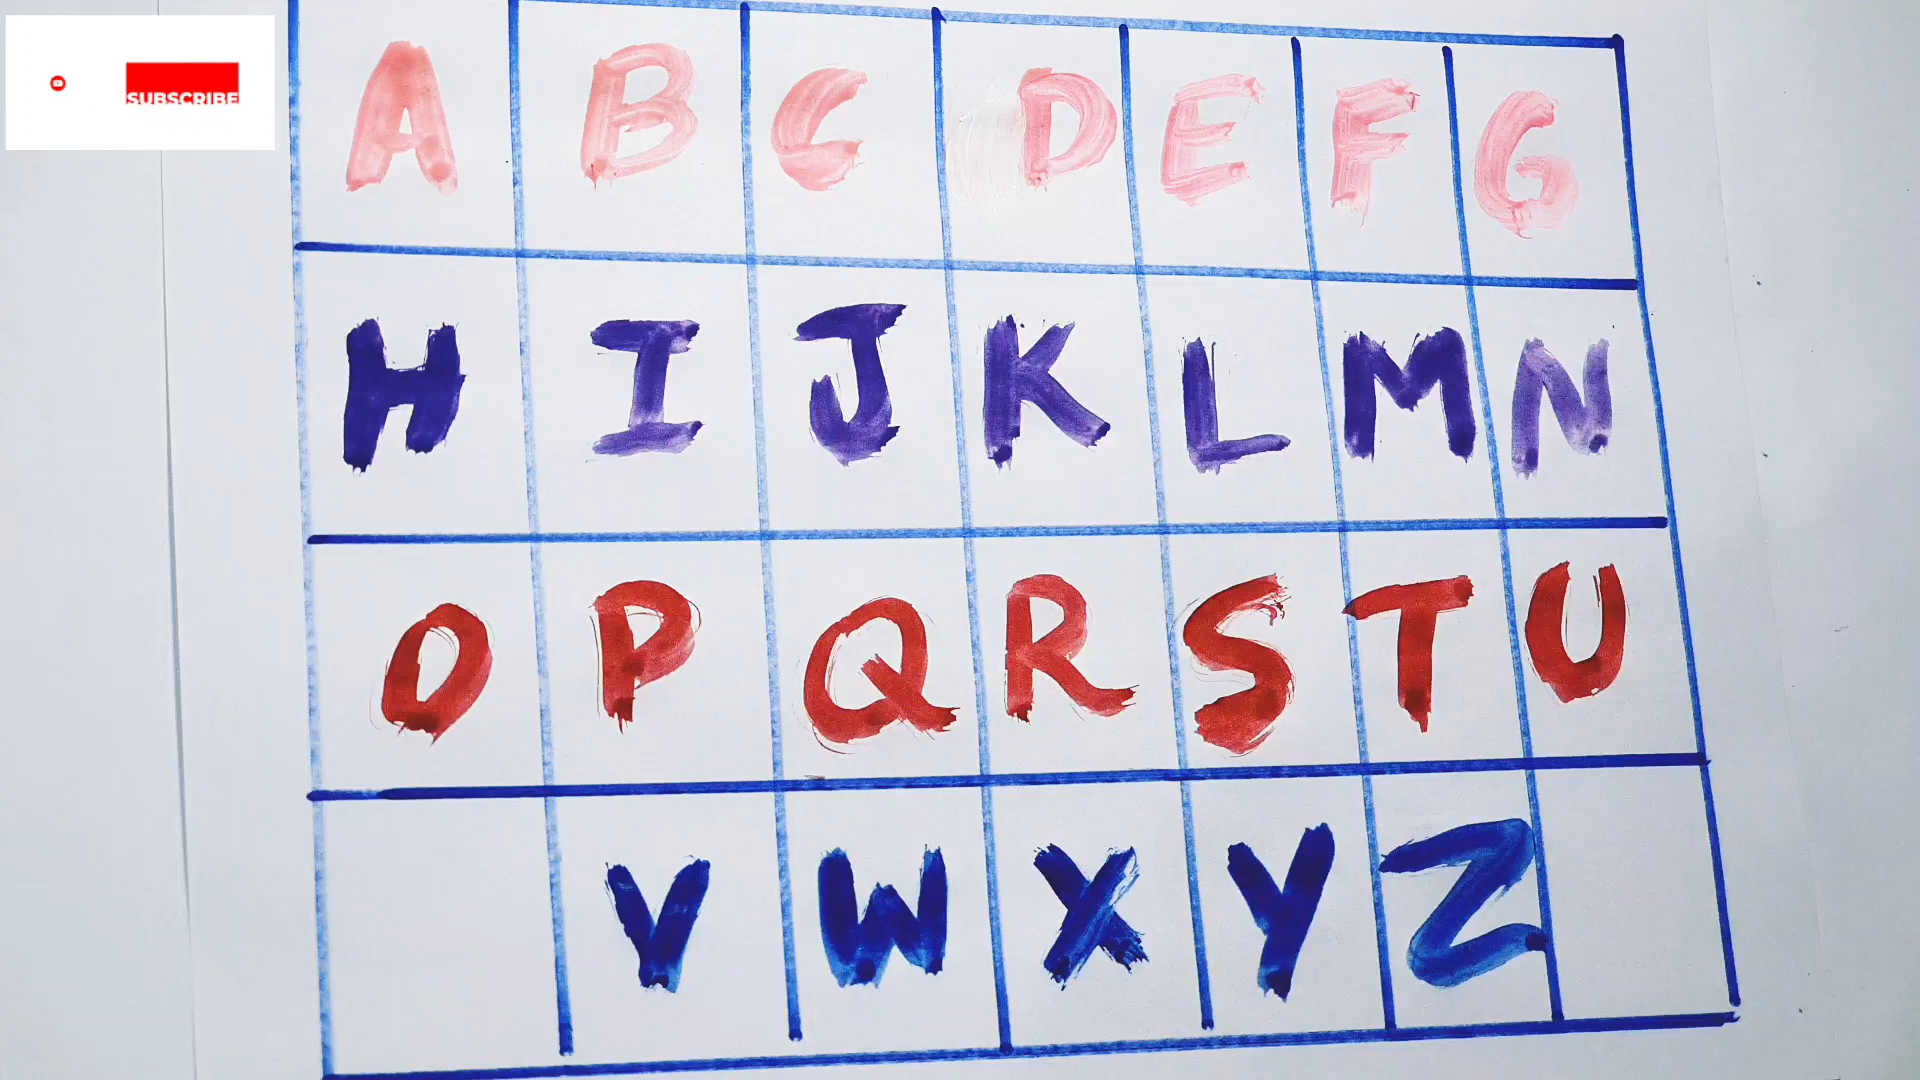 SUBSCRIBE
A B C D E F G
H I J K L M N
O P Q R S T U
V W X Y Z